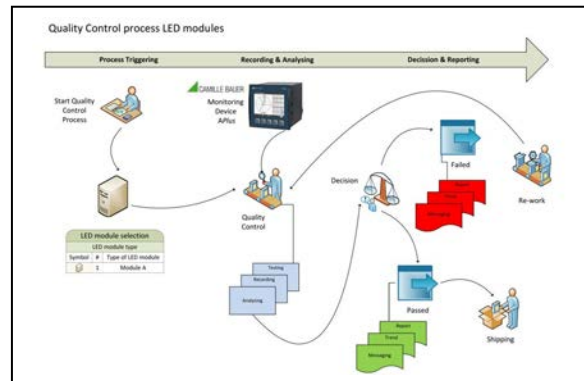 Quality Control process LED modules
Process Triggering
Recording & Analysing
Decission & Reporting
Start Quality
Control
Process
CAMILLE BAUER
Monitoring
Device
APlus
Quality
Control
Decision
Failed
Re-work
Messaging
LED module selection
LED module type
Symbol # Type of LED module
1 Module A
Testing
Recording
Analysing
Passed
Report
Trend
Messaging
Shipping